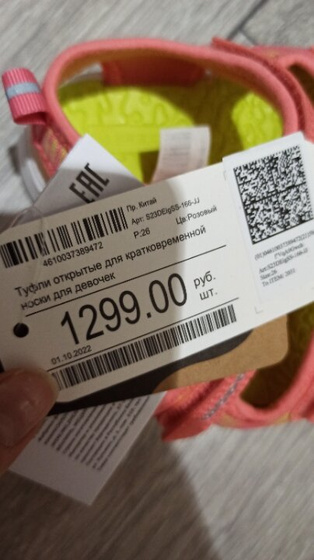 EAC
4610037389472
Пр. Китай
Арт: S23DEg5S-166-JJ
Р.26 Цв:Розовый
Туфли открытые для кратковременной
носки для девочек
1299.00 руб.
шт.
01.10.2022